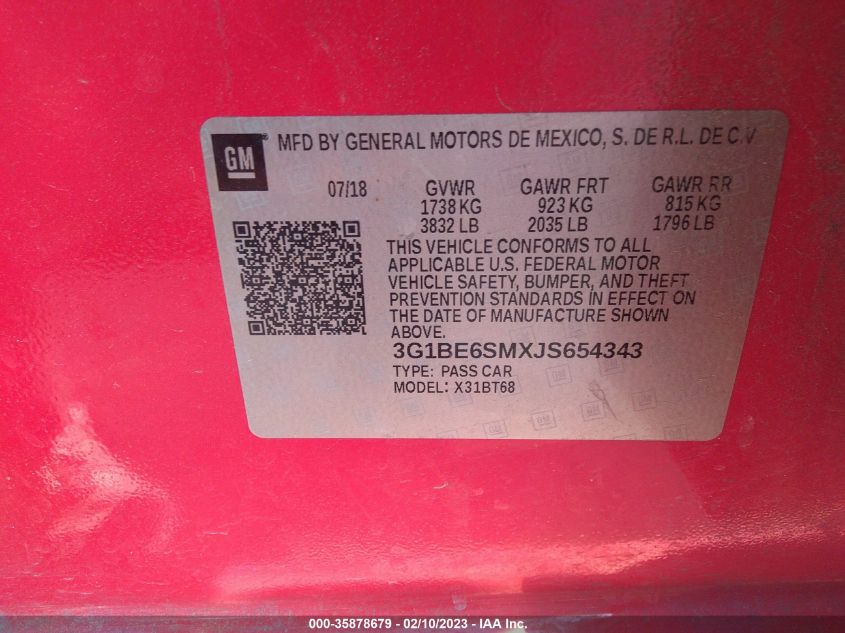 GM
MFD BY GENERAL MOTORS DE MEXICO, S. DE R.L. DE C.V
07/18 GVWR GAWR FRT GAWR RR
1738 KG 923 KG 815 KG
3832 LB 2035 LB 1796 LB
THIS VEHICLE CONFORMS TO ALL
APPLICABLE U.S. FEDERAL MOTOR
VEHICLE SAFETY, BUMPER, AND THEFT
PREVENTION STANDARDS IN EFFECT ON
THE DATE OF MANUFACTURE SHOWN
ABOVE.
3G1BE6SMXJS654343
TYPE: PASS CAR
MODEL: X31BT68
000-35878679 - 02/10/2023 - IAA Inc.